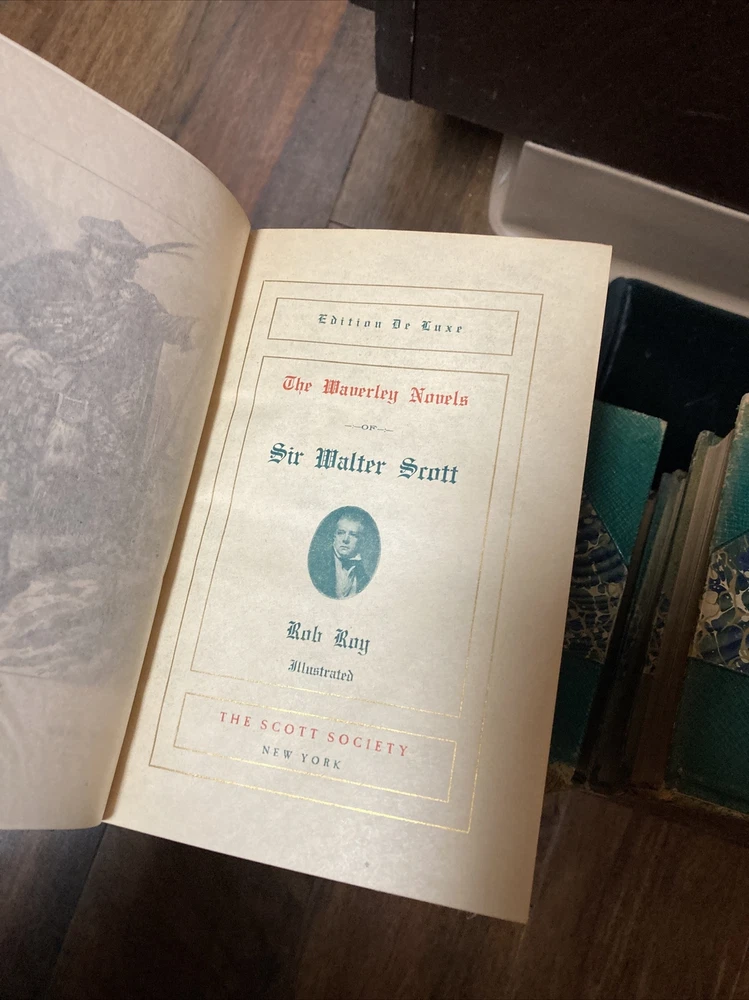 Edition De Luxe
The Waverley Novels
OF
Sir Walter Scott
Rob Roy
Illustrated
THE SCOTT SOCIETY
NEW YORK